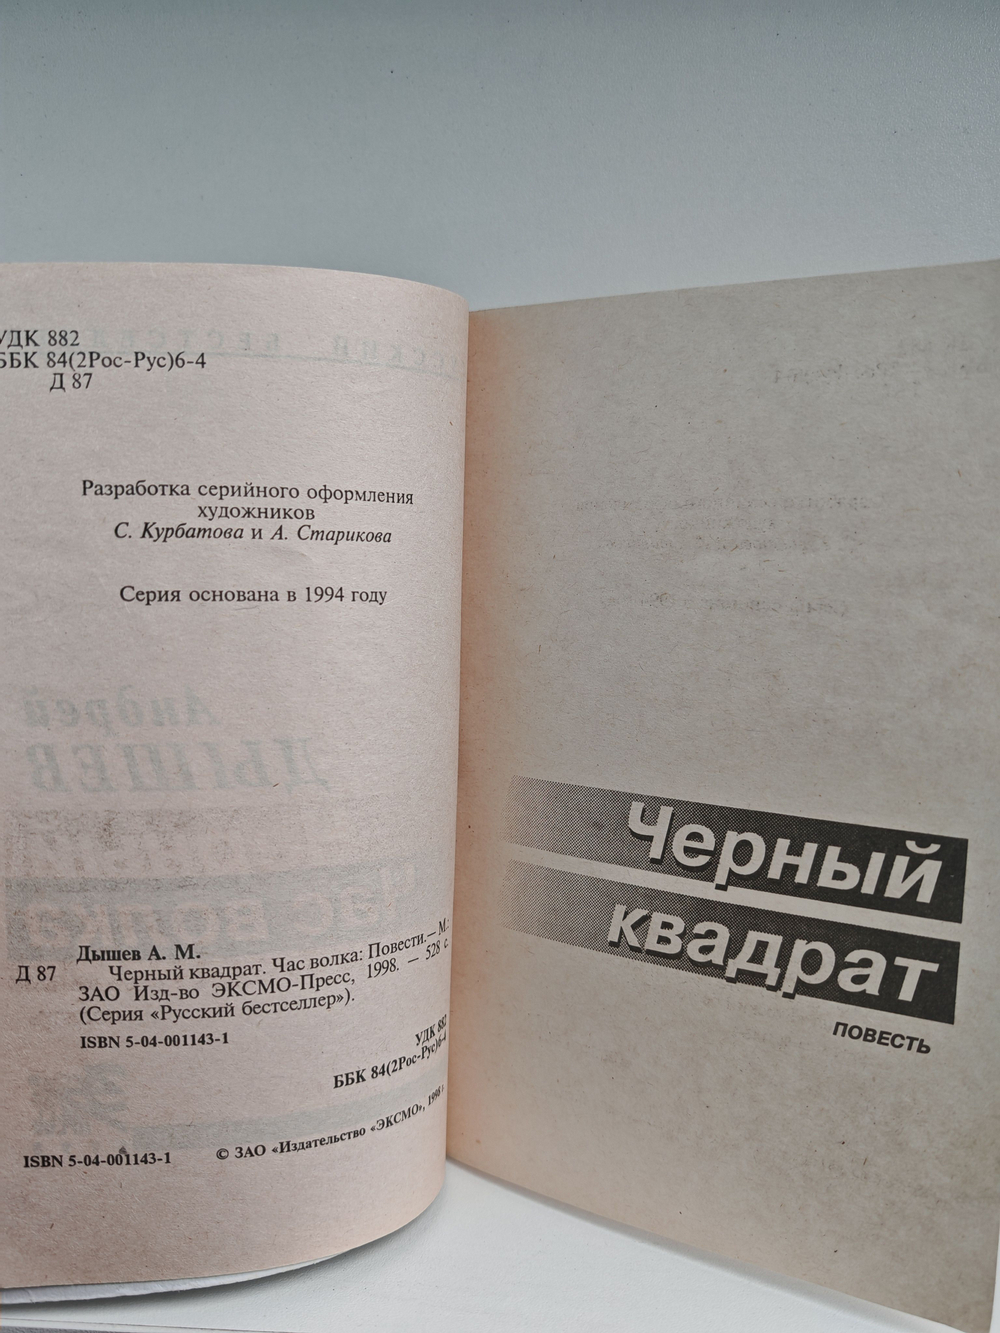 УДК 882
ББК 84(2Рос-Рус)6-4
Д 87
Разработка серийного оформления
художников
С. Курбатова и А. Старикова
Серия основана в 1994 году
Дышев А. М.
Д 87 Черный квадрат. Час волка: Повести.— М.:
ЗАО Изд-во ЭКСМО-Пресс, 1998. — 528 с.
(Серия «Русский бестселлер»).
ISBN 5-04-001143-1
УДК 882
ББК 84(2Рос-Рус)6-4
ISBN 5-04-001143-1 © ЗАО «Издательство «ЭКСМО», 1998 г.
Черный
квадрат
ПОВЕСТЬ